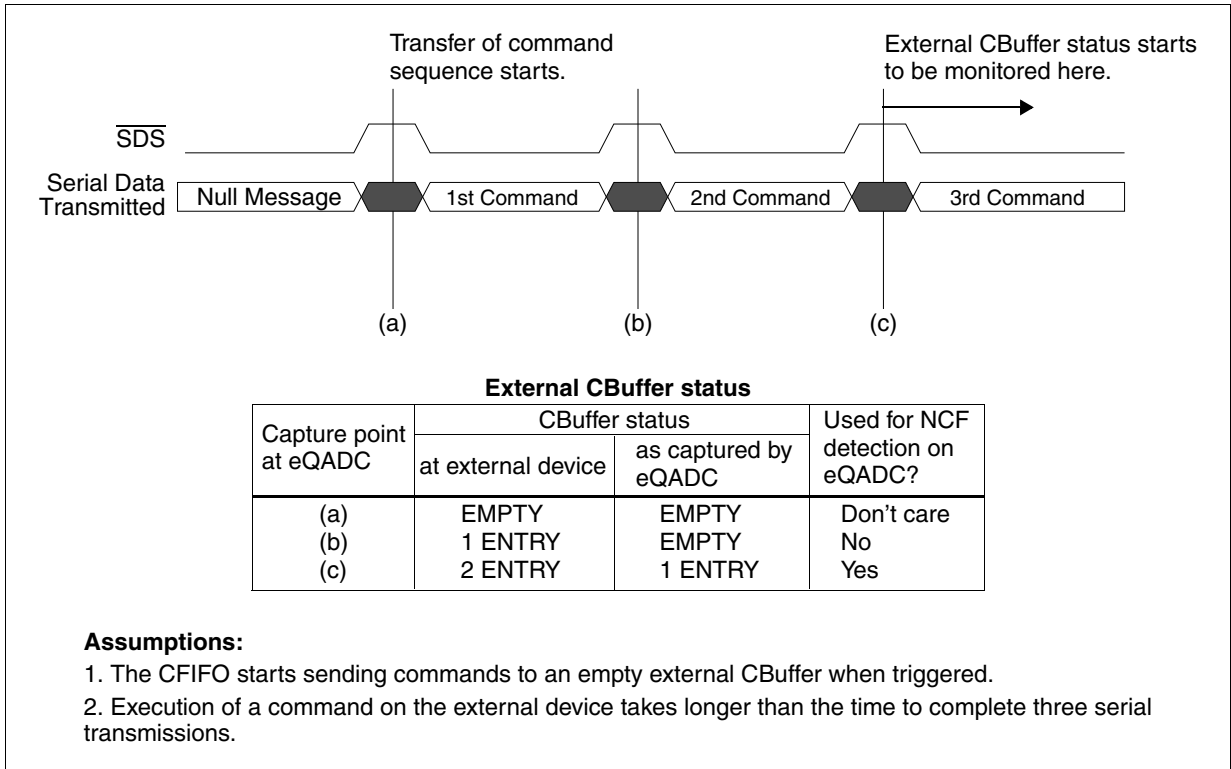 Transfer of command
sequence starts.
External CBuffer status starts
to be monitored here.
SDS
Serial Data
Transmitted
Null Message
1st Command
2nd Command
3rd Command
(a)
(b)
(c)
External CBuffer status
Capture point
at eQADC
CBuffer status
at external device
as captured by
eQADC
Used for NCF
detection on
eQADC?
(a) EMPTY EMPTY Don't care
(b) 1 ENTRY EMPTY No
(c) 2 ENTRY 1 ENTRY Yes
Assumptions:
1. The CFIFO starts sending commands to an empty external CBuffer when triggered.
2. Execution of a command on the external device takes longer than the time to complete three serial
transmissions.